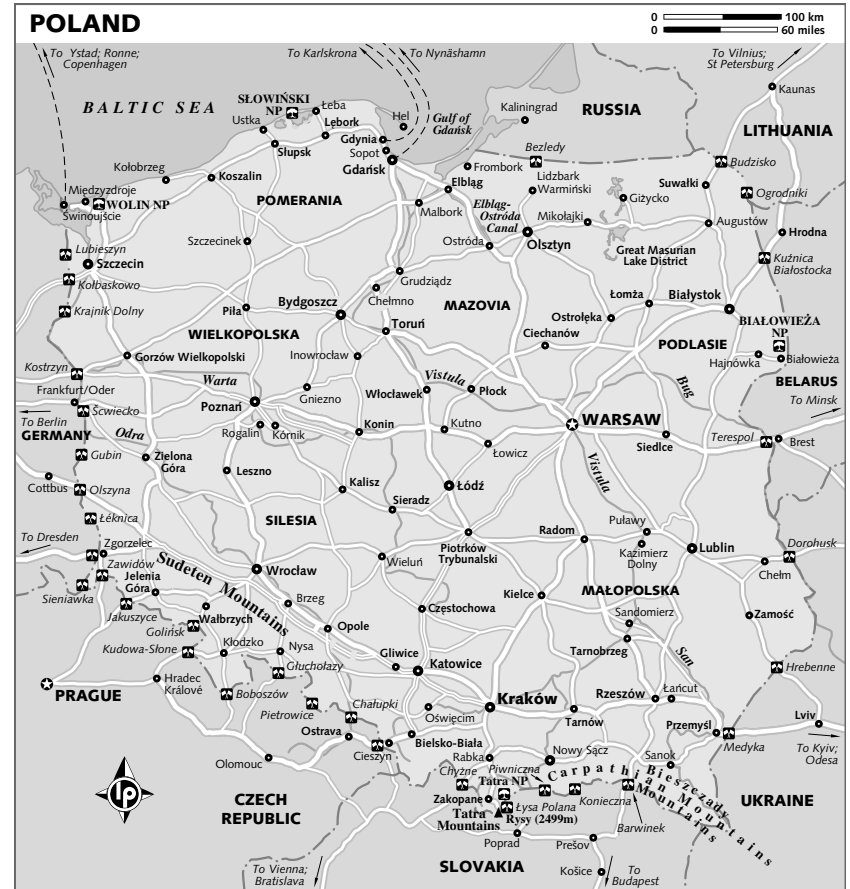 POLAND
0 100 km
0 60 miles
To Ystad; Ronne;
Copenhagen
To Karlskrona
To Nynäshamn
To Vilnius;
St Petersburg
BALTIC SEA
SŁOWIŃSKI
NP
Łeba
Ustka
Lębork
Hel
Gulf of
Gdańsk
Kaliningrad
RUSSIA
Kaunas
LITHUANIA
Gdynia
Sopot
Słupsk
Gdańsk
Bezledy
Frombork
Budzisko
Kołobrzeg
Koszalin
Elbląg
Lidzbark
Warmiński
Suwałki
Ogrodniki
Międzyzdroje
WOLIN NP
Świnoujście
POMERANIA
Malbork
Elbląg-
Ostróda
Canal
Giżycko
Mikołajki
Augustów
Hrodna
Lubieszyn
Szczecinek
Ostróda
Olsztyn
Great Masurian
Lake District
Kuźnica
Białostocka
Szczecin
Kołbaskowo
Grudziądz
Chełmno
Krajnik Dolny
Piła
Bydgoszcz
MAZOVIA
Łomża
Białystok
Ostrołęka
BIAŁOWIEŻA
NP
WIELKOPOLSKA
Toruń
Ciechanów
PODLASIE
Gorzów Wielkopolski
Inowrocław
Hajnówka
Białowieża
Kostrzyn
Warta
Vistula
Bug
BELARUS
Frankfurt/Oder
Gniezno
Włocławek
Płock
To Minsk
Poznań
Scwiecko
To Berlin
GERMANY
Odra
Rogalin
Kórnik
Konin
Kutno
WARSAW
Siedlce
Terespol
Brest
Łowicz
Gubin
Zielona
Góra
Leszno
Vistula
Cottbus
Olszyna
Kalisz
Łódź
Sieradz
Łéknica
SILESIA
To Dresden
Zgorzelec
Piotrków
Trybunalski
Radom
Puławy
Kazimierz
Dolny
Lublin
Dorohusk
Zawidów
Sudeten Mountains
Wrocław
Wieluń
Chełm
Jelenia
Góra
Sieniawka
Brzeg
Częstochowa
Kielce
MAŁOPOLSKA
Jakuszyce
Wałbrzych
Sandomierz
Zamość
Golińsk
Opole
Kudowa-Słone
Kłodzko
Nysa
Gliwice
Tarnobrzeg
San
Głuchołazy
Katowice
Hrebenne
PRAGUE
Hradec
Králové
Boboszów
Kraków
Rzeszów
Łańcut
Pietrowice
Chałupki
Oświęcim
Tarnów
Przemyśl
Lviv
Ostrava
Medyka
Cieszyn
Bielsko-Biała
Nowy Sącz
Sanok
To Kyiv;
Odesa
Olomouc
Rabka
Piwniczna
Chyżne
Carpathian Mountains
Bieszczady
Mountains
Tatra NP
lp
CZECH
REPUBLIC
Zakopane
Łysa Polana
Konieczna
UKRAINE
Tatra
Mountains
Rysy (2499m)
Barwinek
Poprad
Prešov
To Vienna;
Bratislava
SLOVAKIA
Košice
To
Budapest